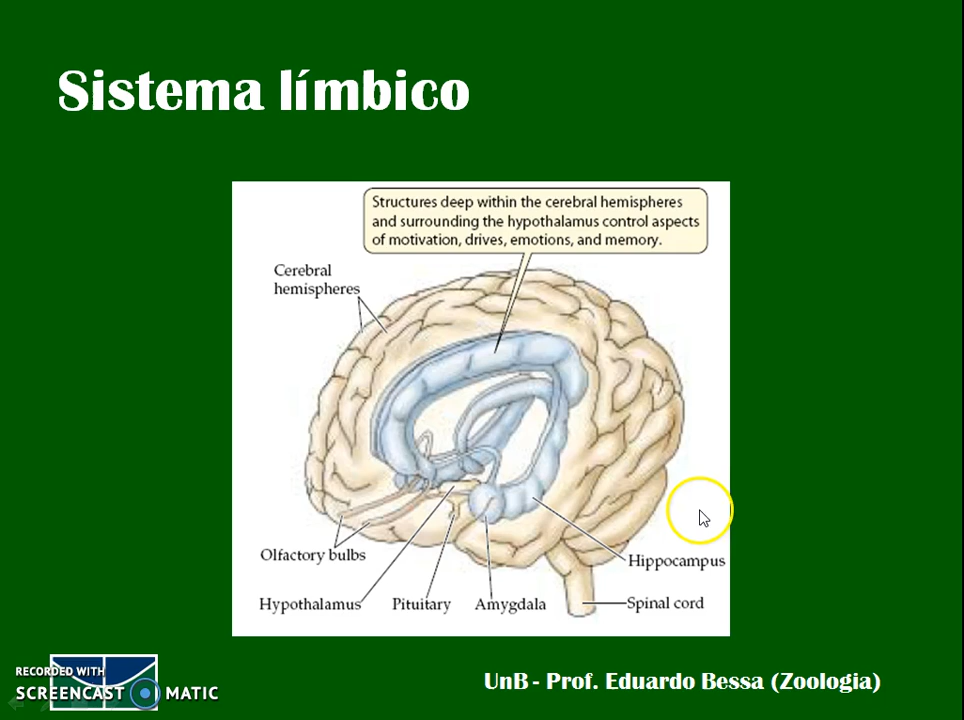 Sistema límbico
Structures deep within the cerebral hemispheres
and surrounding the hypothalamus control aspects
of motivation, drives, emotions, and memory.
Cerebral
hemispheres
Olfactory bulbs
Hippocampus
Hypothalamus
Pituitary
Amygdala
Spinal cord
RECORDED WITH
SCREENCAST MATIC
UnB - Prof. Eduardo Bessa (Zoologia)